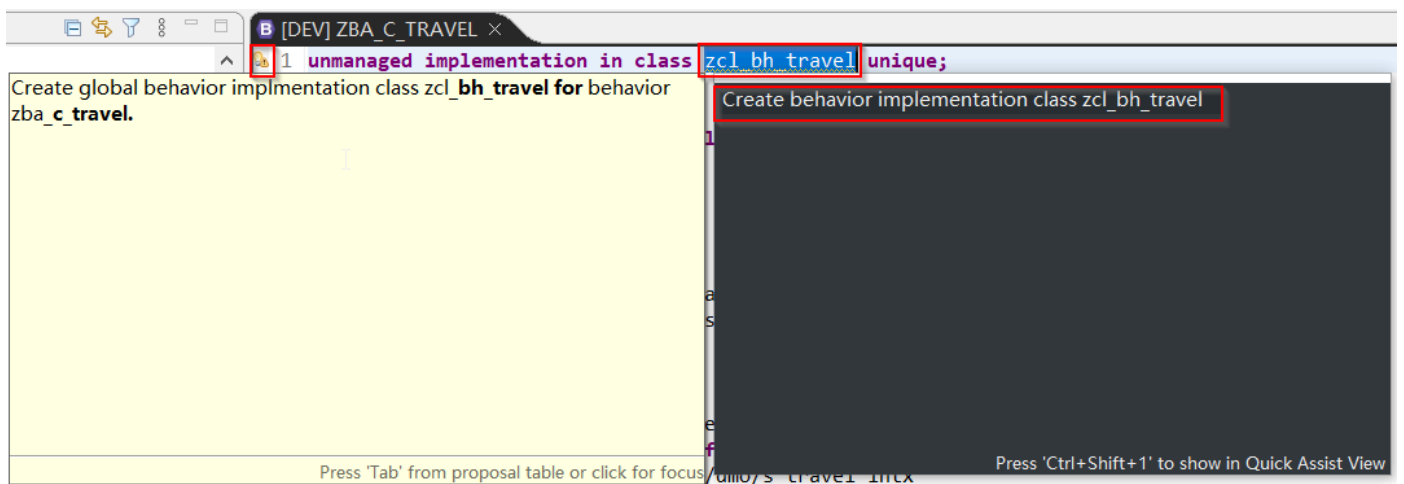 [DEV] ZBA_C_TRAVEL
1 unmanaged implementation in class zcl_bh_travel unique;
Create global behavior implmentation class zcl_bh_travel for behavior
zba_c_travel.
Create behavior implementation class zcl_bh_travel
l
a
s
e
f
Press 'Tab' from proposal table or click for focus
/dmo/s_travel_intx
Press 'Ctrl+Shift+1' to show in Quick Assist View